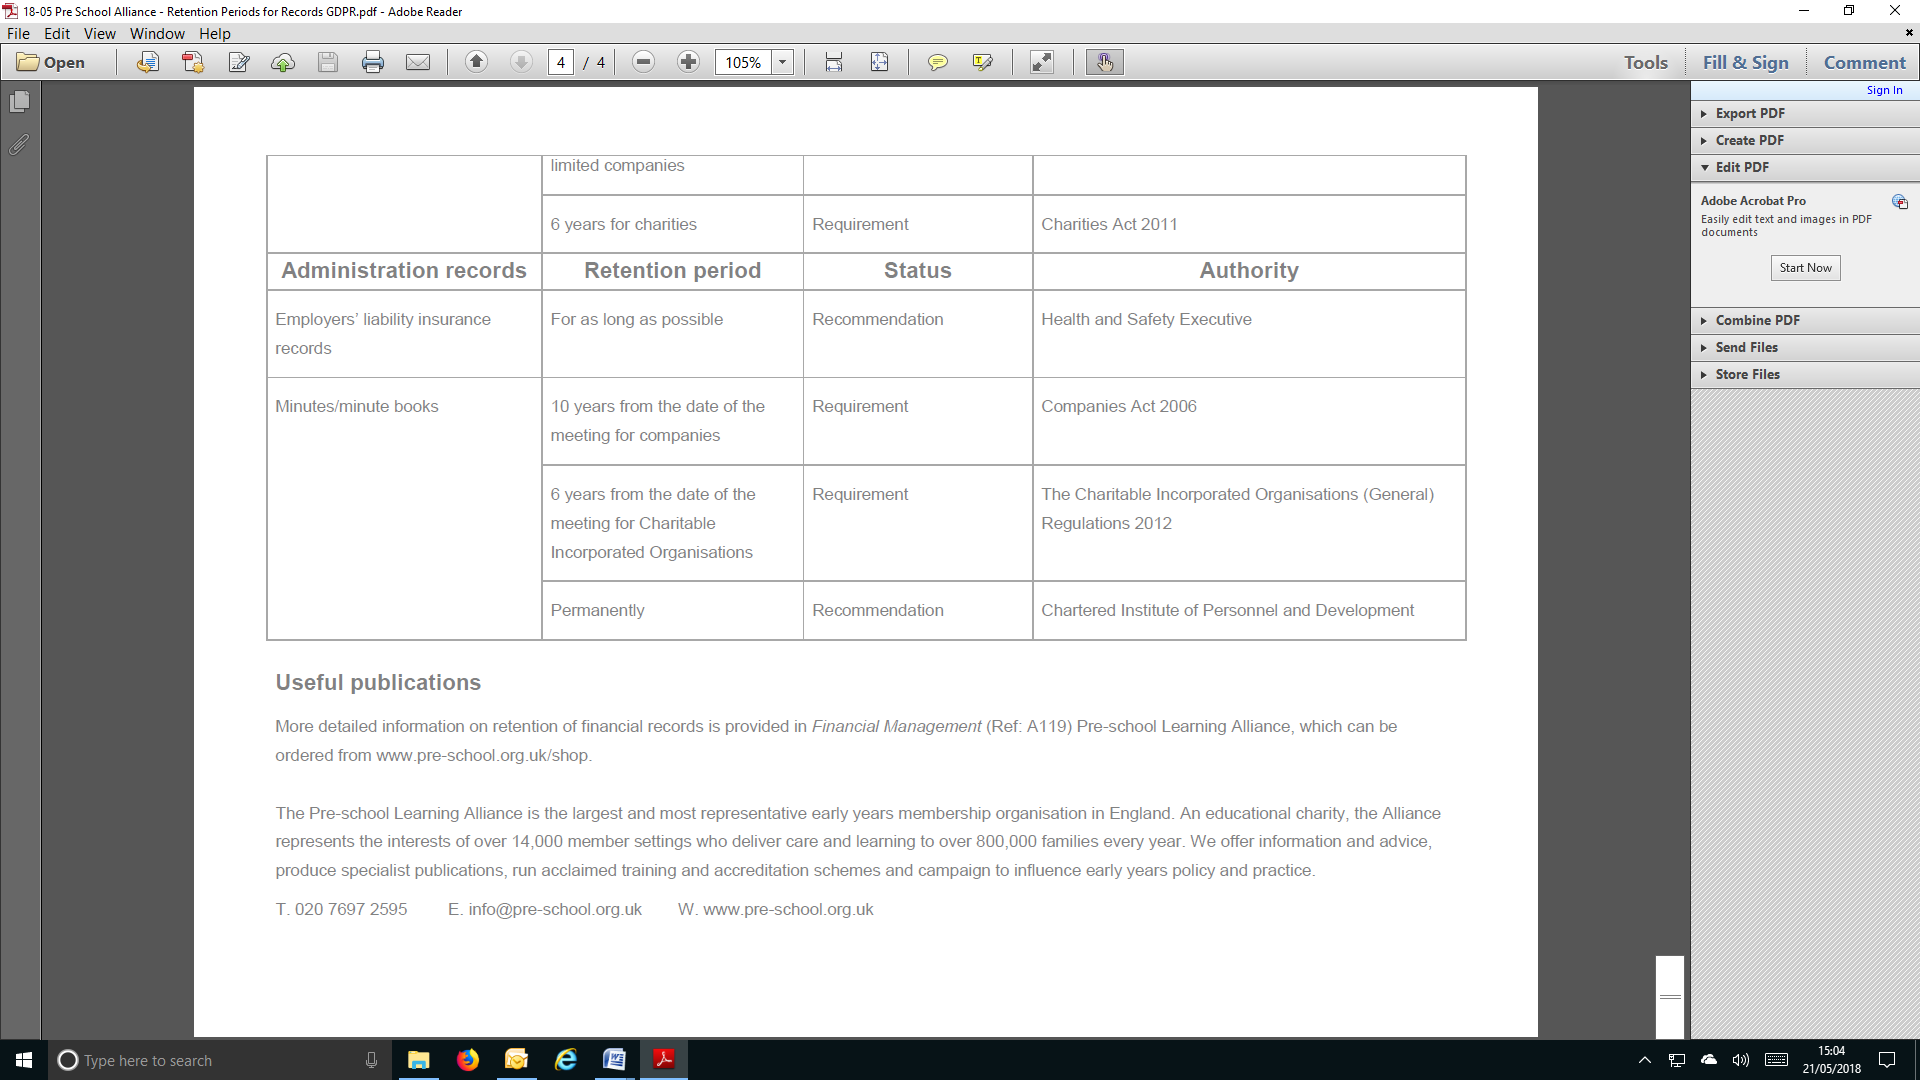 18-05 Pre School Alliance - Retention Periods for Records GDPR.pdf - Adobe Reader
File Edit View Window Help
Open 4 / 4 105% Tools Fill & Sign Comment
Sign In
Export PDF
Create PDF
Edit PDF
Adobe Acrobat Pro
Easily edit text and images in PDF
documents
Start Now
Combine PDF
Send Files
Store Files
limited companies
6 years for charities Requirement Charities Act 2011
Administration records Retention period Status Authority
Employers’ liability insurance For as long as possible Recommendation Health and Safety Executive
records
Minutes/minute books 10 years from the date of the Requirement Companies Act 2006
meeting for companies
6 years from the date of the Requirement The Charitable Incorporated Organisations (General)
meeting for Charitable Regulations 2012
Incorporated Organisations
Permanently Recommendation Chartered Institute of Personnel and Development
Useful publications
More detailed information on retention of financial records is provided in Financial Management (Ref: A119) Pre-school Learning Alliance, which can be
ordered from www.pre-school.org.uk/shop.
The Pre-school Learning Alliance is the largest and most representative early years membership organisation in England. An educational charity, the Alliance
represents the interests of over 14,000 member settings who deliver care and learning to over 800,000 families every year. We offer information and advice,
produce specialist publications, run acclaimed training and accreditation schemes and campaign to influence early years policy and practice.
T. 020 7697 2595 E. info@pre-school.org.uk W. www.pre-school.org.uk
Type here to search
15:04
21/05/2018